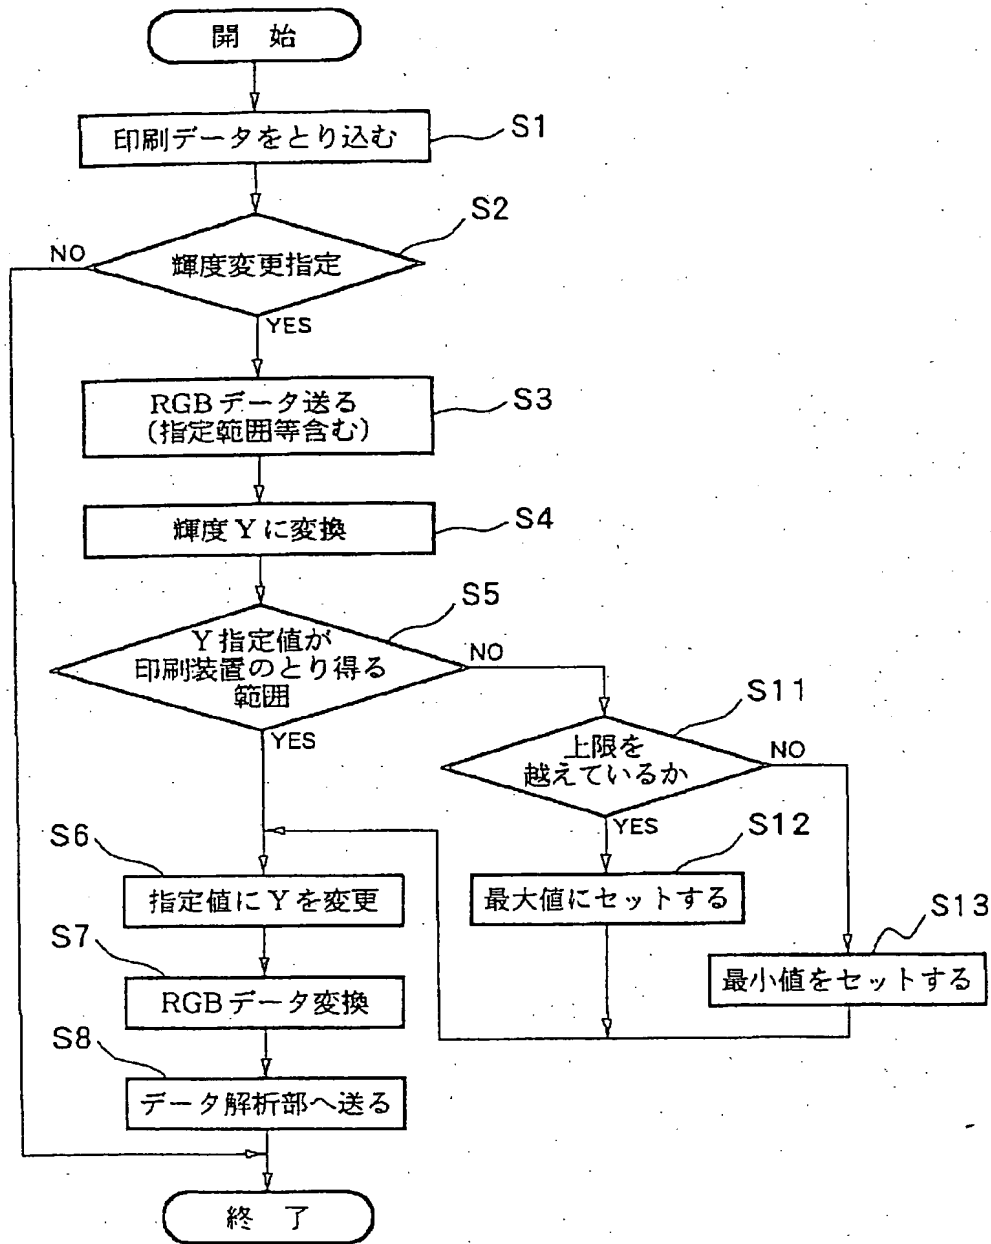 開 始
印刷データをとり込む
S1
輝度変更指定
S2
NO
YES
RGBデータ送る
(指定範囲等含む)
S3
輝度Yに変換
S4
Y指定値が
印刷装置のとり得る
範囲
S5
NO
YES
上限を
越えているか
S11
NO
YES
最大値にセットする
S12
最小値をセットする
S13
S6
指定値にYを変更
S7
RGBデータ変換
S8
データ解析部へ送る
終 了